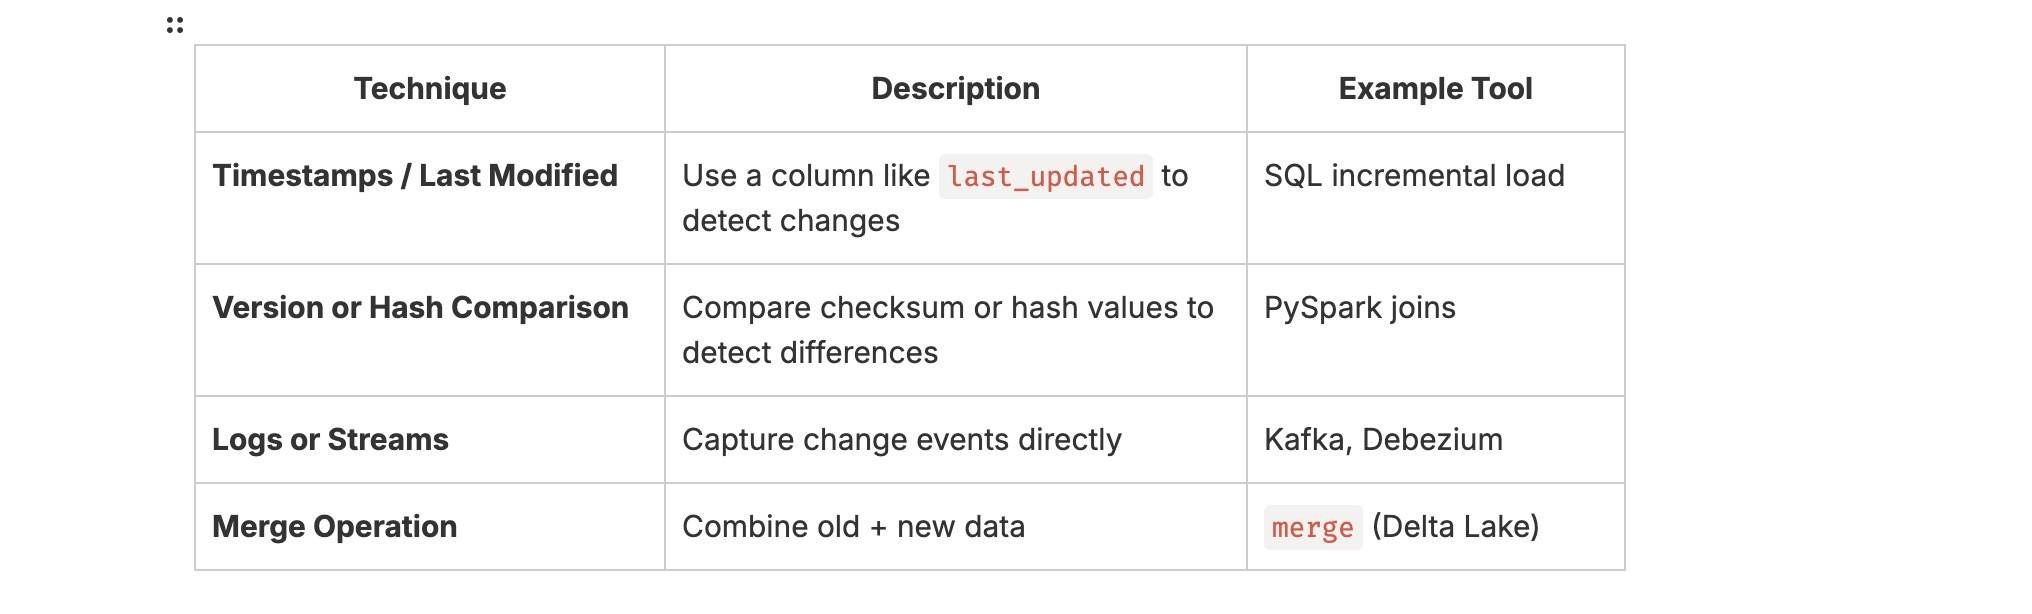 Technique Description Example Tool
Timestamps / Last Modified Use a column like last_updated to SQL incremental load
detect changes
Version or Hash Comparison Compare checksum or hash values to PySpark joins
detect differences
Logs or Streams Capture change events directly Kafka, Debezium
Merge Operation Combine old + new data merge (Delta Lake)